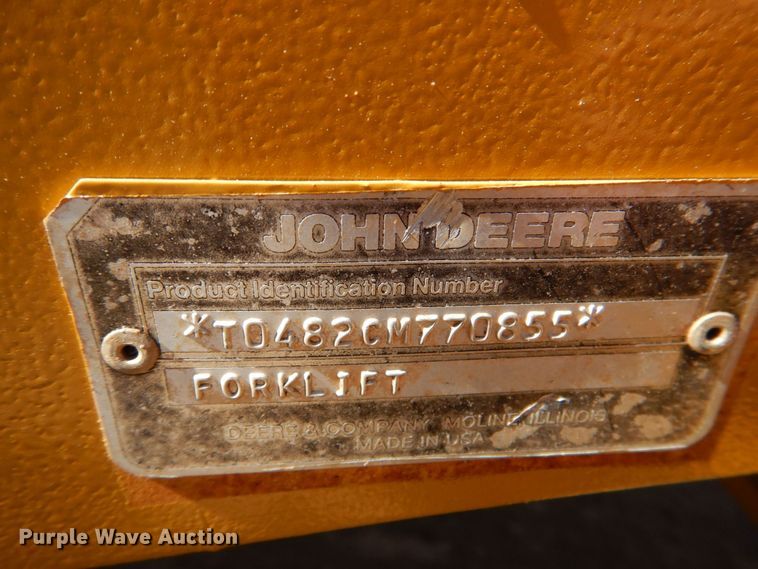 JOHN DEERE
Product Identification Number
*T0482CM770855*
FORKLIFT
DEERE & COMPANY MOLINE, ILLINOIS
MADE IN USA
Purple Wave Auction